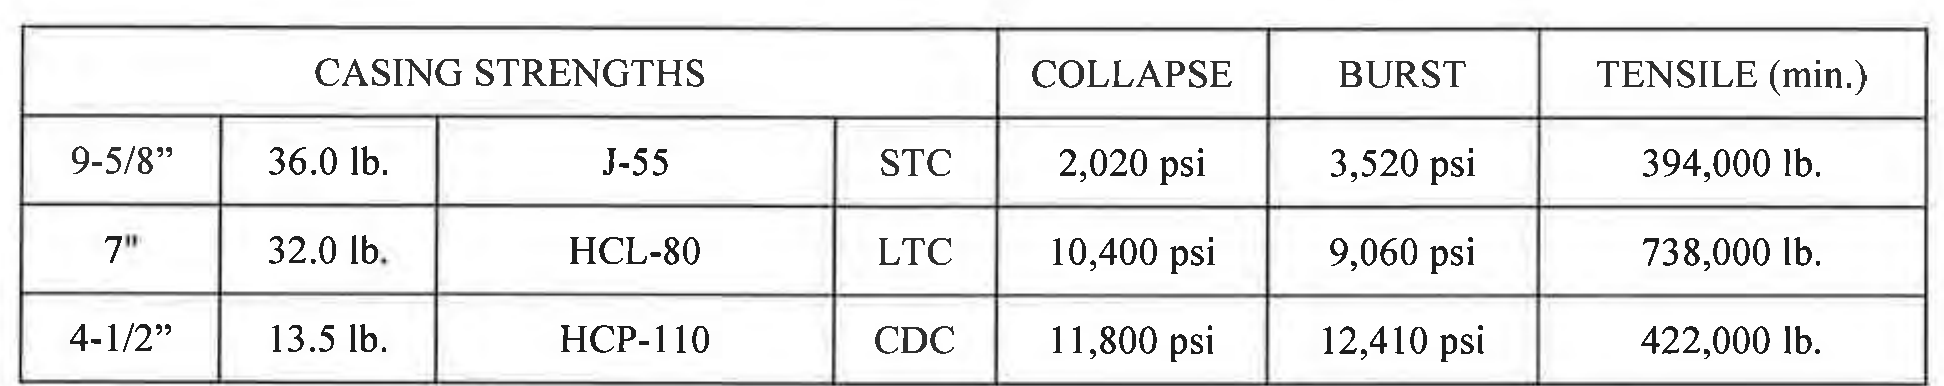 CASING STRENGTHS COLLAPSE BURST TENSILE (min.)
9-5/8” 36.0 lb. J-55 STC 2,020 psi 3,520 psi 394,000 lb.
7" 32.0 lb. HCL-80 LTC 10,400 psi 9,060 psi 738,000 lb.
4-1/2” 13.5 lb. HCP-110 CDC 11,800 psi 12,410 psi 422,000 lb.